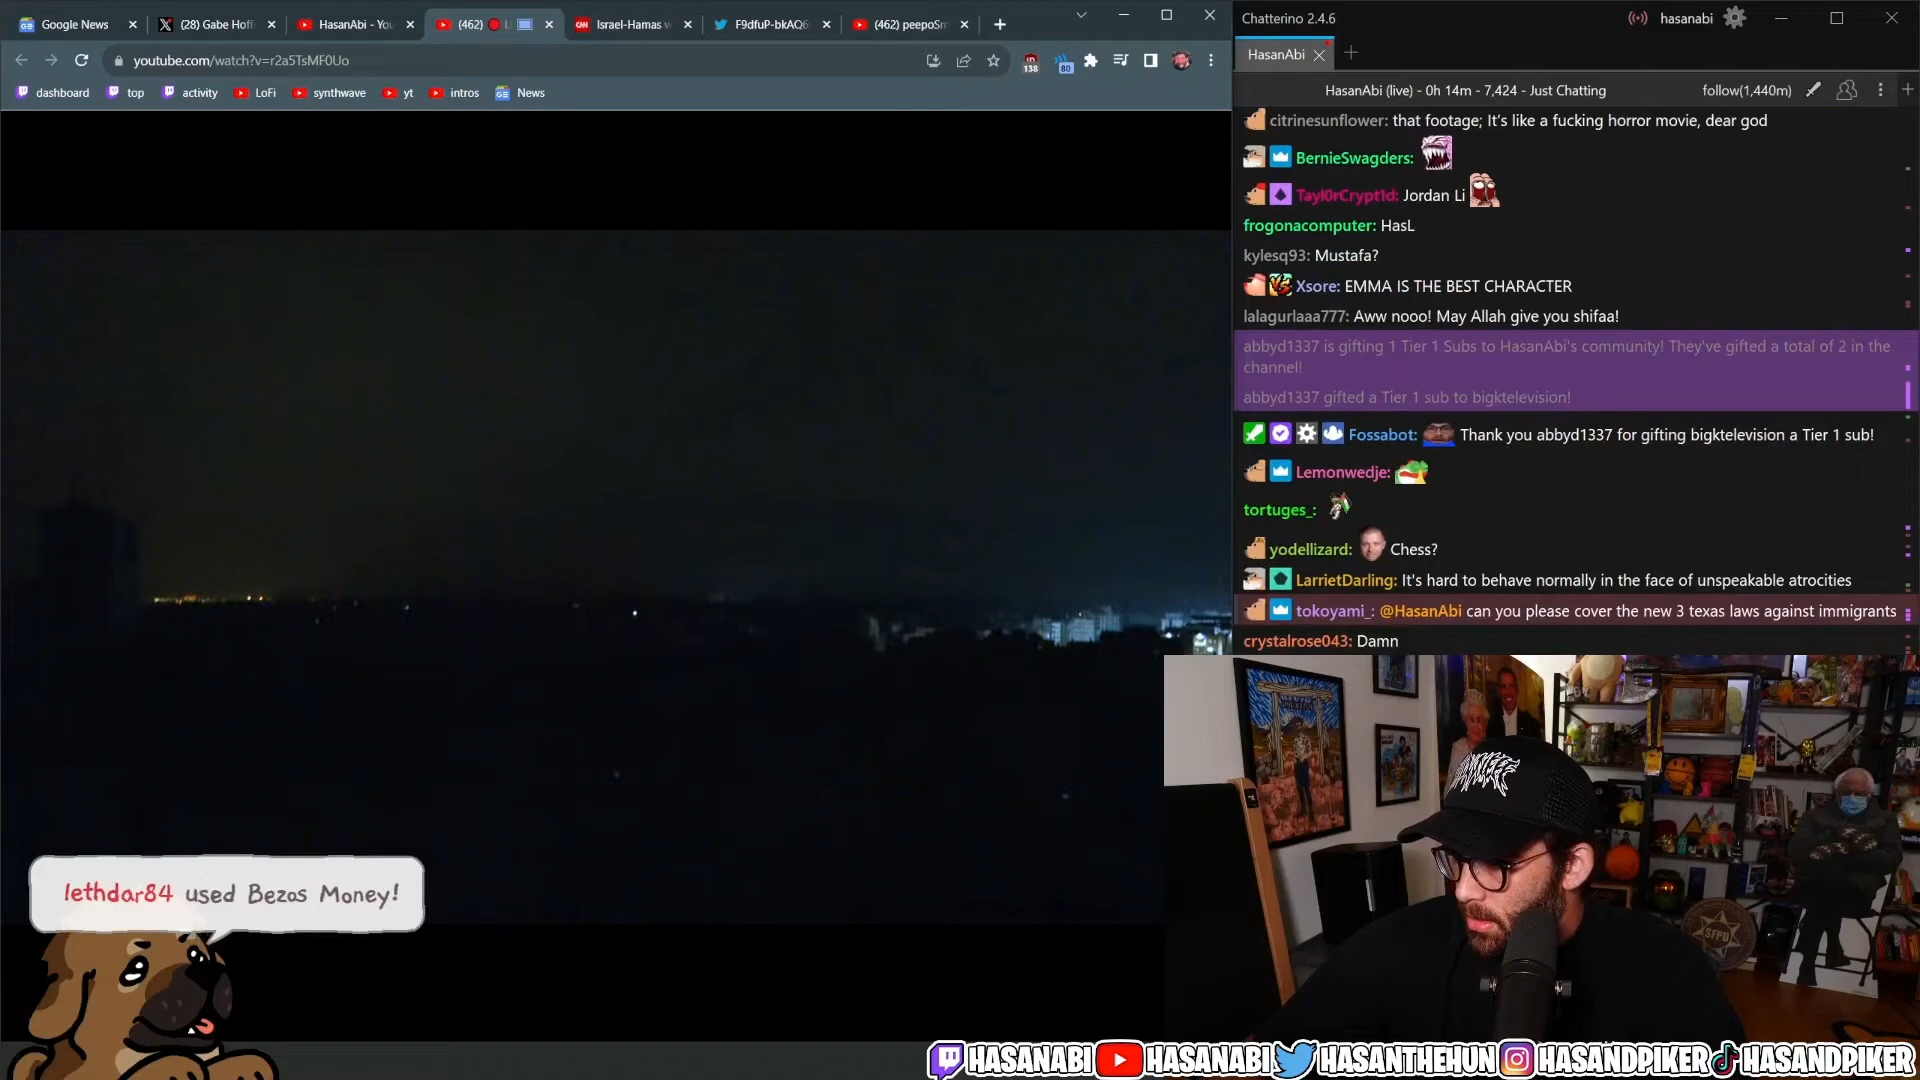 Google News
(28) Gabe Hoff
HasanAbi - You
(462)
Israel-Hamas w
F9dfuP-bkAQ6
(462) peepoSm
youtube.com/watch?v=r2a5TsMF0Uo
138
80
dashboard
top
activity
LoFi
synthwave
yt
intros
News
Chatterino 2.4.6
hasanabi
HasanAbi
HasanAbi (live) - 0h 14m - 7,424 - Just Chatting
follow(1,440m)
citrinesunflower: that footage; It's like a fucking horror movie, dear god
BernieSwagders:
Tayl0rCrypt1d: Jordan Li
frogonacomputer: HasL
kylesq93: Mustafa?
Xsore: EMMA IS THE BEST CHARACTER
lalagurlaaa777: Aww nooo! May Allah give you shifaa!
abbyd1337 is gifting 1 Tier 1 Subs to HasanAbi's community! They've gifted a total of 2 in the
channel!
abbyd1337 gifted a Tier 1 sub to bigktelevision!
Fossabot: Thank you abbyd1337 for gifting bigktelevision a Tier 1 sub!
Lemonwedje:
tortuges_:
yodellizard: Chess?
LarrietDarling: It's hard to behave normally in the face of unspeakable atrocities
tokoyami_: @HasanAbi can you please cover the new 3 texas laws against immigrants
crystalrose043: Damn
lethdar84 used Bezos Money!
SFPD
HASANABI HASANABI HASANTHEHUN HASANDPIKER HASANDPIKER